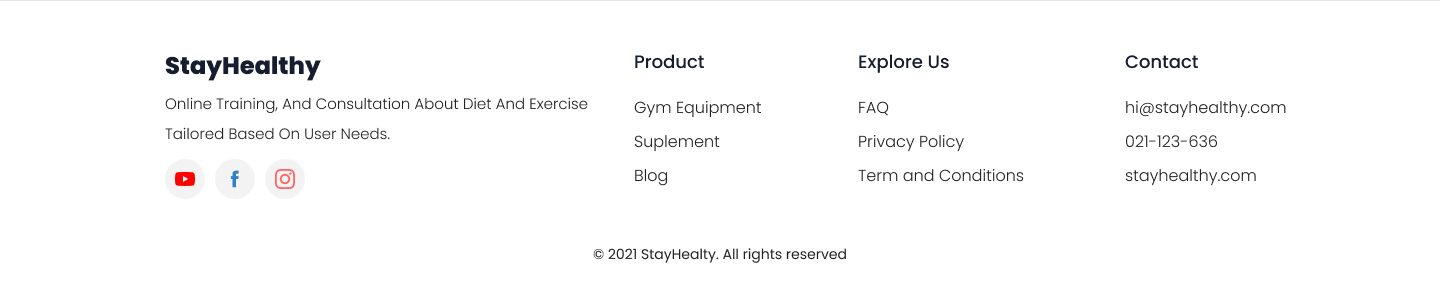 StayHealthy
Online Training, And Consultation About Diet And Exercise
Tailored Based On User Needs.
Product
Gym Equipment
Suplement
Blog
Explore Us
FAQ
Privacy Policy
Term and Conditions
Contact
hi@stayhealthy.com
021-123-636
stayhealthy.com
© 2021 StayHealty. All rights reserved